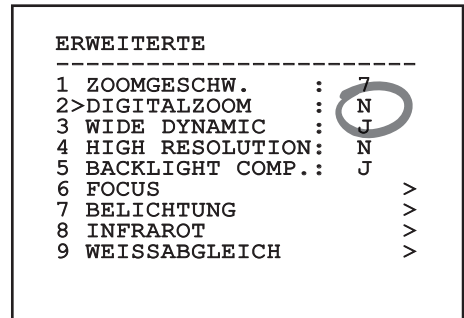 ERWEITERTE
--------------------------
1 ZOOMGESCHW. : 7
2>DIGITALZOOM : N
3 WIDE DYNAMIC : J
4 HIGH RESOLUTION: N
5 BACKLIGHT COMP.: J
6 FOCUS >
7 BELICHTUNG >
8 INFRAROT >
9 WEISSABGLEICH >